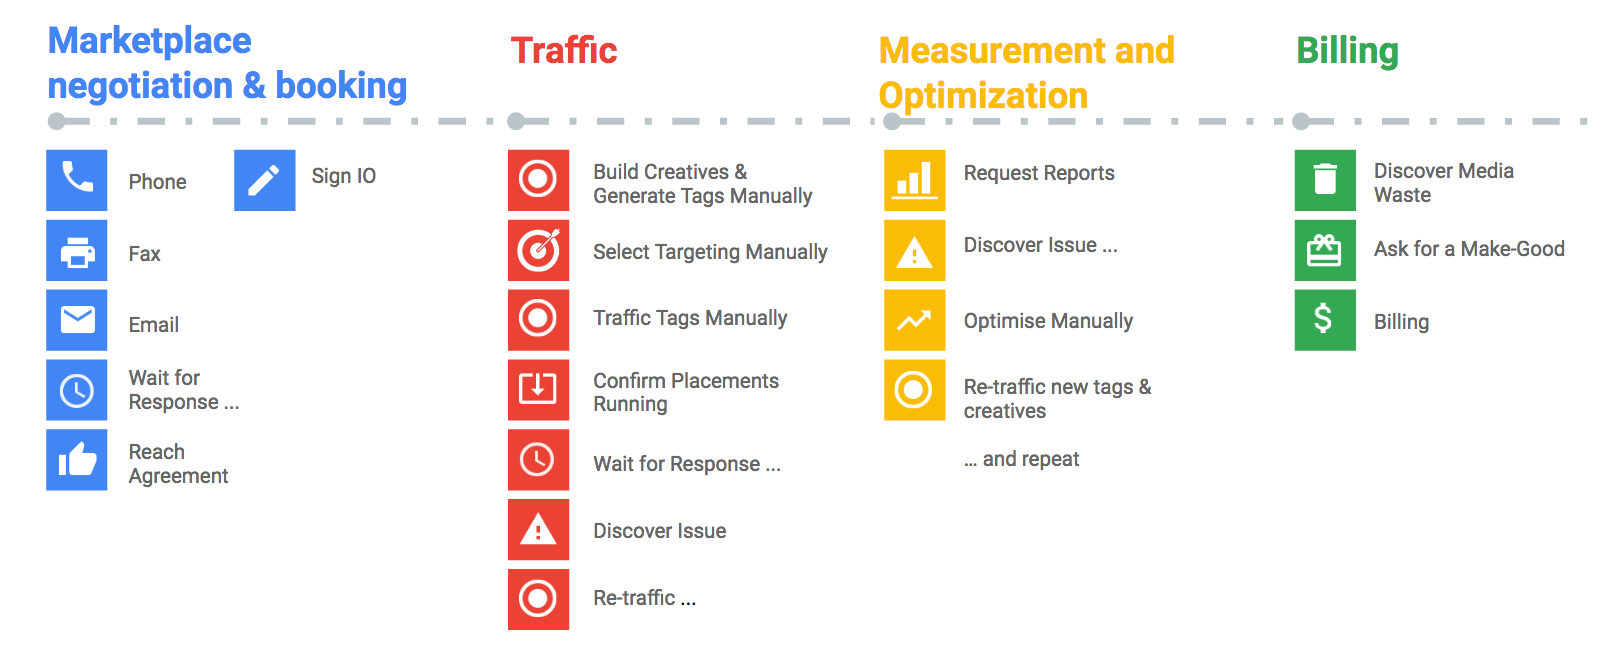 Marketplace
negotiation & booking
Phone
Sign IO
Fax
Email
Wait for
Response ...
Reach
Agreement
Traffic
Build Creatives &
Generate Tags Manually
Select Targeting Manually
Traffic Tags Manually
Confirm Placements
Running
Wait for Response ...
Discover Issue
Re-traffic ...
Measurement and
Optimization
Request Reports
Discover Issue ...
Optimise Manually
Re-traffic new tags &
creatives
... and repeat
Billing
Discover Media
Waste
Ask for a Make-Good
$
Billing